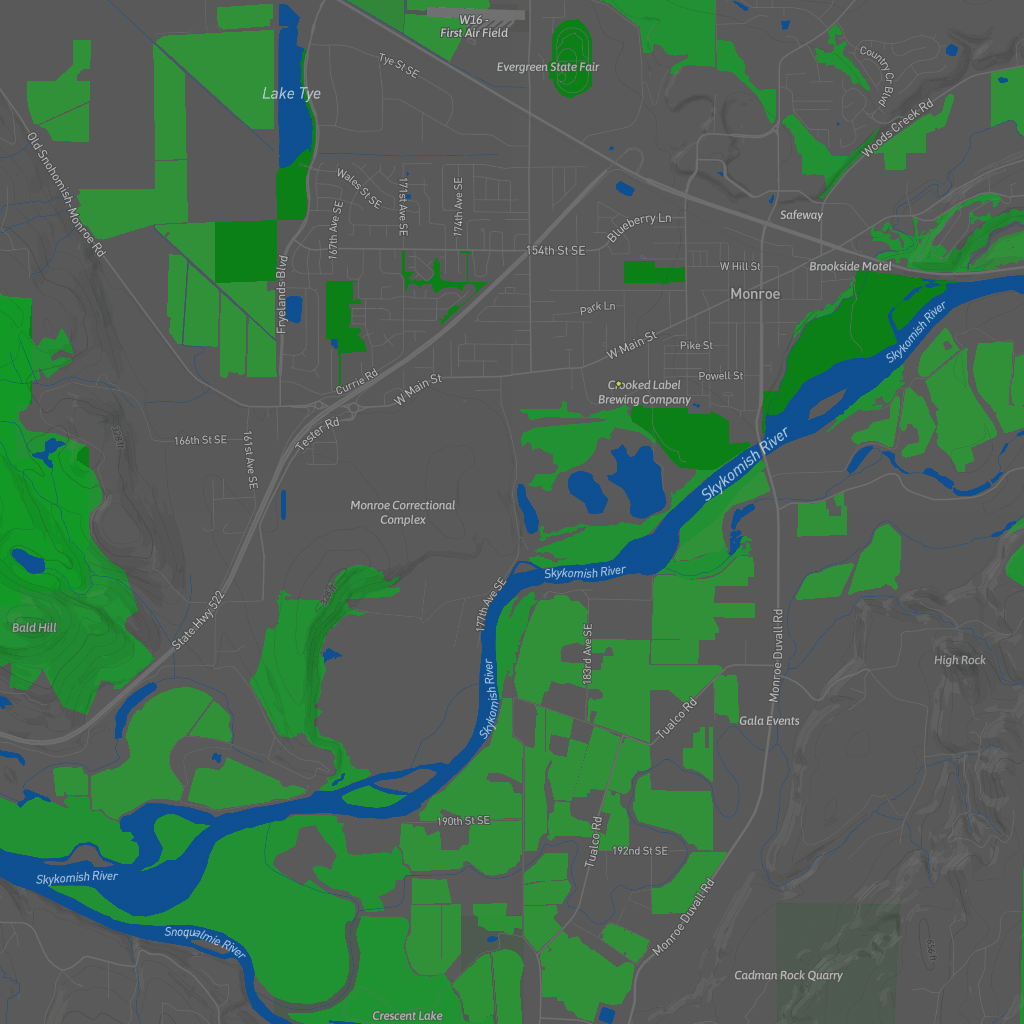 W16 -
First Air Field
Tye St SE
Evergreen State Fair
Country Cr Blvd
Lake Tye
Woods Creek Rd
Old Snohomish-Monroe Rd
Wales St SE
171st Ave SE
174th Ave SE
167th Ave SE
Blueberry Ln
Safeway
154th St SE
W Hill St
Brookside Motel
Fryelands Blvd
Monroe
Park Ln
Skykomish River
W Main St
Pike St
Currie Rd
W Main St
Powell St
Crooked Label
Brewing Company
178 ft
166th St SE
161st Ave SE
Tester Rd
Skykomish River
Monroe Correctional
Complex
Skykomish River
177th Ave SE
State Hwy 522
Bald Hill
183rd Ave SE
Monroe Duvall Rd
High Rock
Skykomish River
Tualco Rd
Gala Events
190th St SE
Tualco Rd
192nd St SE
Skykomish River
Monroe Duvall Rd
Snoqualmie River
656 ft
Cadman Rock Quarry
Crescent Lake